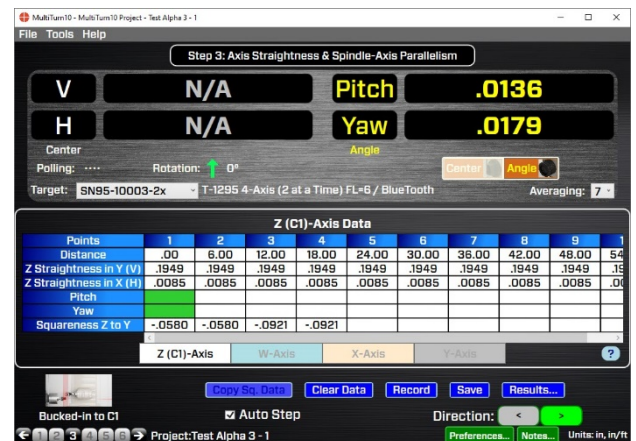 MultiTurn10 - MultiTurn10 Project - Test Alpha 3 - 1
File Tools Help
Step 3: Axis Straightness & Spindle-Axis Parallelism
V N/A Pitch .0136
H N/A Yaw .0179
Center Angle
Polling: ···· Rotation: 0° Center Angle
Target: SN95-10003-2x T-1295 4-Axis (2 at a Time) FL=6 / BlueTooth Averaging: 7
Z (C1)-Axis Data
Points 1 2 3 4 5 6 7 8 9 1
Distance .00 6.00 12.00 18.00 24.00 30.00 36.00 42.00 48.00 54
Z Straightness in Y (V) .1949 .1949 .1949 .1949 .1949 .1949 .1949 .1949 .1949 .19
Z Straightness in X (H) .0085 .0085 .0085 .0085 .0085 .0085 .0085 .0085 .0085 .00
Pitch
Yaw
Squareness Z to Y -.0580 -.0580 -.0921 -.0921
Z (C1)-Axis W-Axis X-Axis Y-Axis ?
Copy Sq. Data Clear Data Record Save Results...
Bucked-in to C1 Auto Step Direction: < >
1 2 3 4 5 6 Project:Test Alpha 3 - 1 Preferences... Notes... Units: in, in/ft